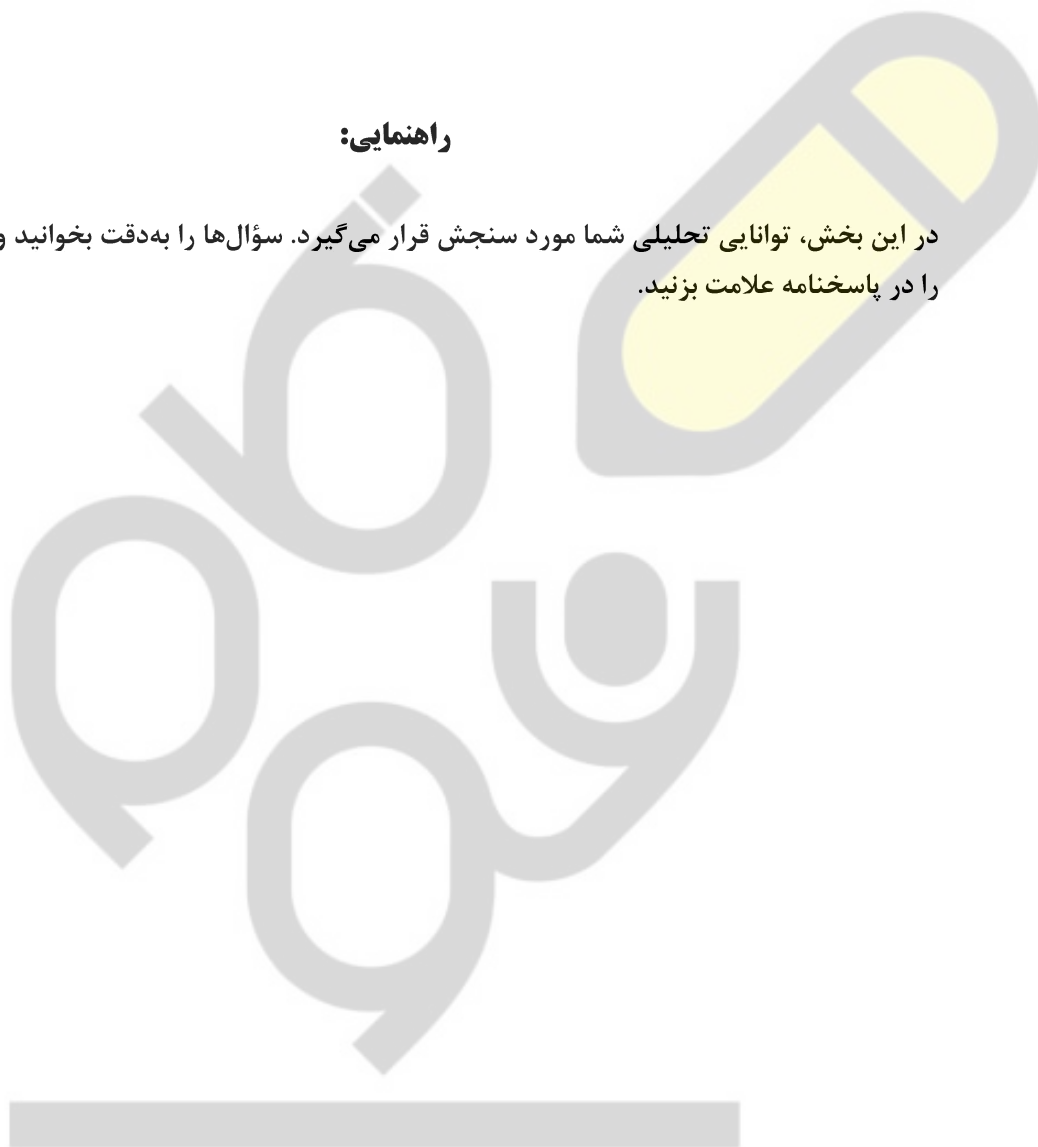 راهنمایی:
در این بخش، توانایی تحلیلی شما مورد سنجش قرار می‌گیرد. سؤال‌ها را به‌دقت بخوانید و
را در پاسخنامه علامت بزنید.